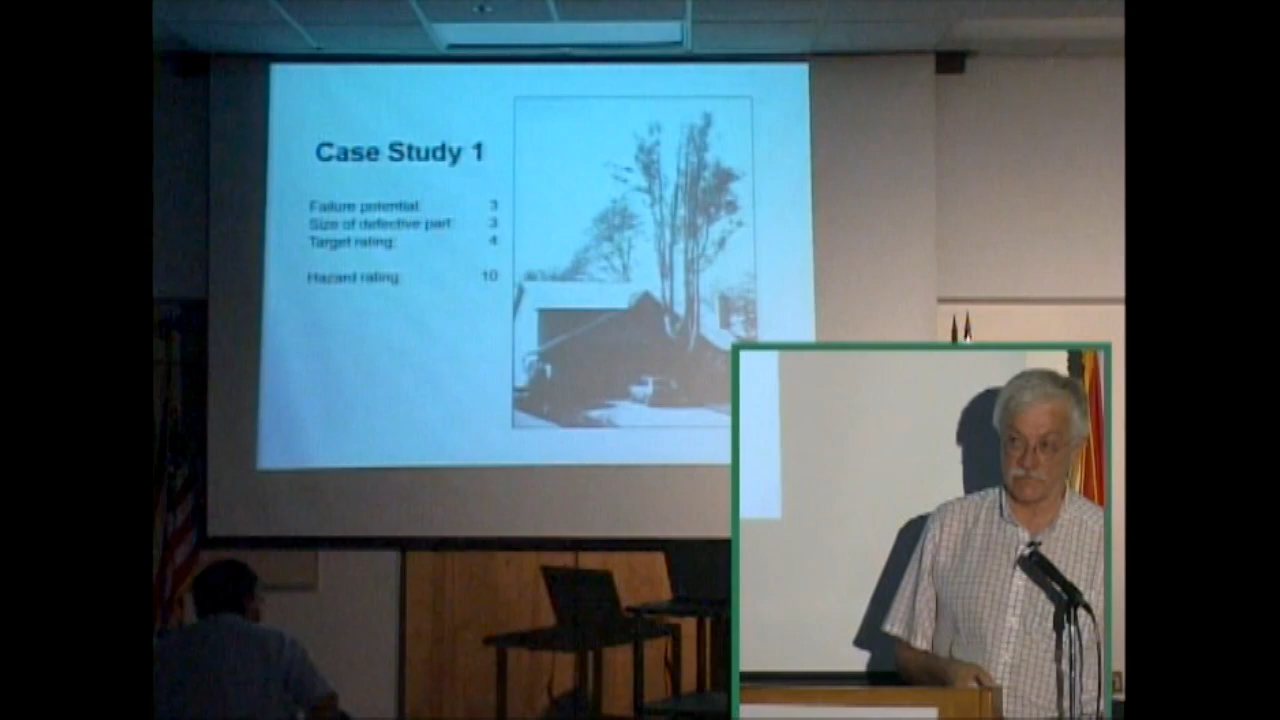 Case Study 1
Failure potential: 3
Size of defective part: 3
Target rating: 4
Hazard rating: 10